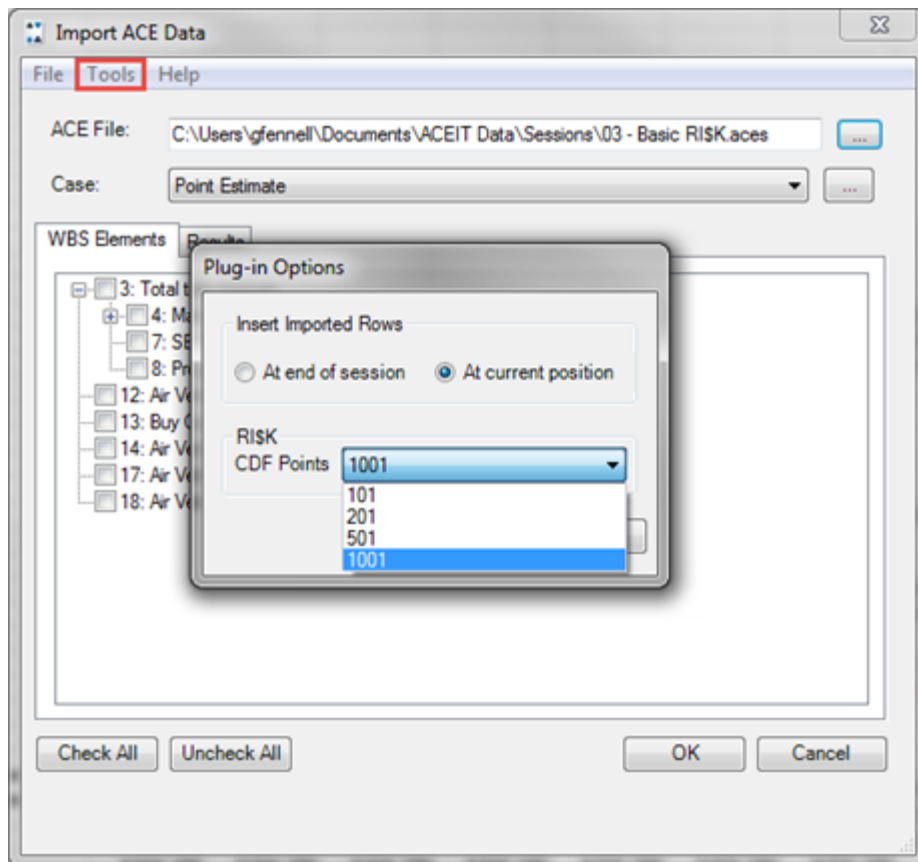 Import ACE Data
File Tools Help
ACE File: C:\Users\gfennell\Documents\ACEIT Data\Sessions\03 - Basic RI$K.aces ...
Case: Point Estimate ...
WBS Elements Results
Plug-in Options
3: Total
4:
7:
8:
12: Air
13: Buy
14: Air
17: Air
18: Air
Insert Imported Rows
At end of session At current position
RI$K
CDF Points 1001
101
201
501
1001
Check All Uncheck All OK Cancel